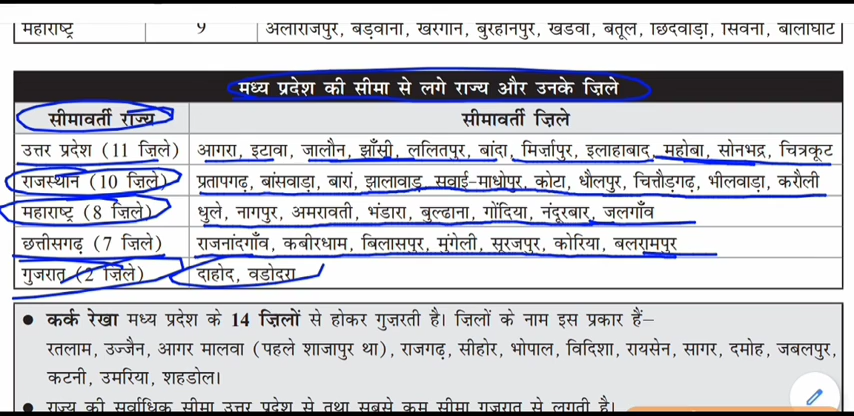 महाराष्ट्र 9 अलीराजपुर, बड़वानी, खरगोन, बुरहानपुर, खंडवा, बैतूल, छिंदवाड़ा, सिवनी, बालाघाट
मध्य प्रदेश की सीमा से लगे राज्य और उनके ज़िले
सीमावर्ती राज्य सीमावर्ती ज़िले
उत्तर प्रदेश (11 ज़िले) आगरा, इटावा, जालौन, झाँसी, ललितपुर, बांदा, मिर्जापुर, इलाहाबाद, महोबा, सोनभद्र, चित्रकूट
राजस्थान (10 ज़िले) प्रतापगढ़, बांसवाड़ा, बारां, झालावाड़, सवाई-माधोपुर, कोटा, धौलपुर, चित्तौड़गढ़, भीलवाड़ा, करौली
महाराष्ट्र (8 ज़िले) धुले, नागपुर, अमरावती, भंडारा, बुल्ढाना, गोंदिया, नंदूरबार, जलगाँव
छत्तीसगढ़ (7 ज़िले) राजनांदगाँव, कबीरधाम, बिलासपुर, मुंगेली, सूरजपुर, कोरिया, बलरामपुर
गुजरात (2 ज़िले) दाहोद, वडोदरा
● कर्क रेखा मध्य प्रदेश के 14 ज़िलों से होकर गुज़रती है। ज़िलों के नाम इस प्रकार हैं–
रतलाम, उज्जैन, आगर मालवा (पहले शाजापुर था), राजगढ़, सीहोर, भोपाल, विदिशा, रायसेन, सागर, दमोह, जबलपुर,
कटनी, उमरिया, शहडोल।
● राज्य की सर्वाधिक सीमा उत्तर प्रदेश से तथा सबसे कम सीमा गुजरात से लगती है।